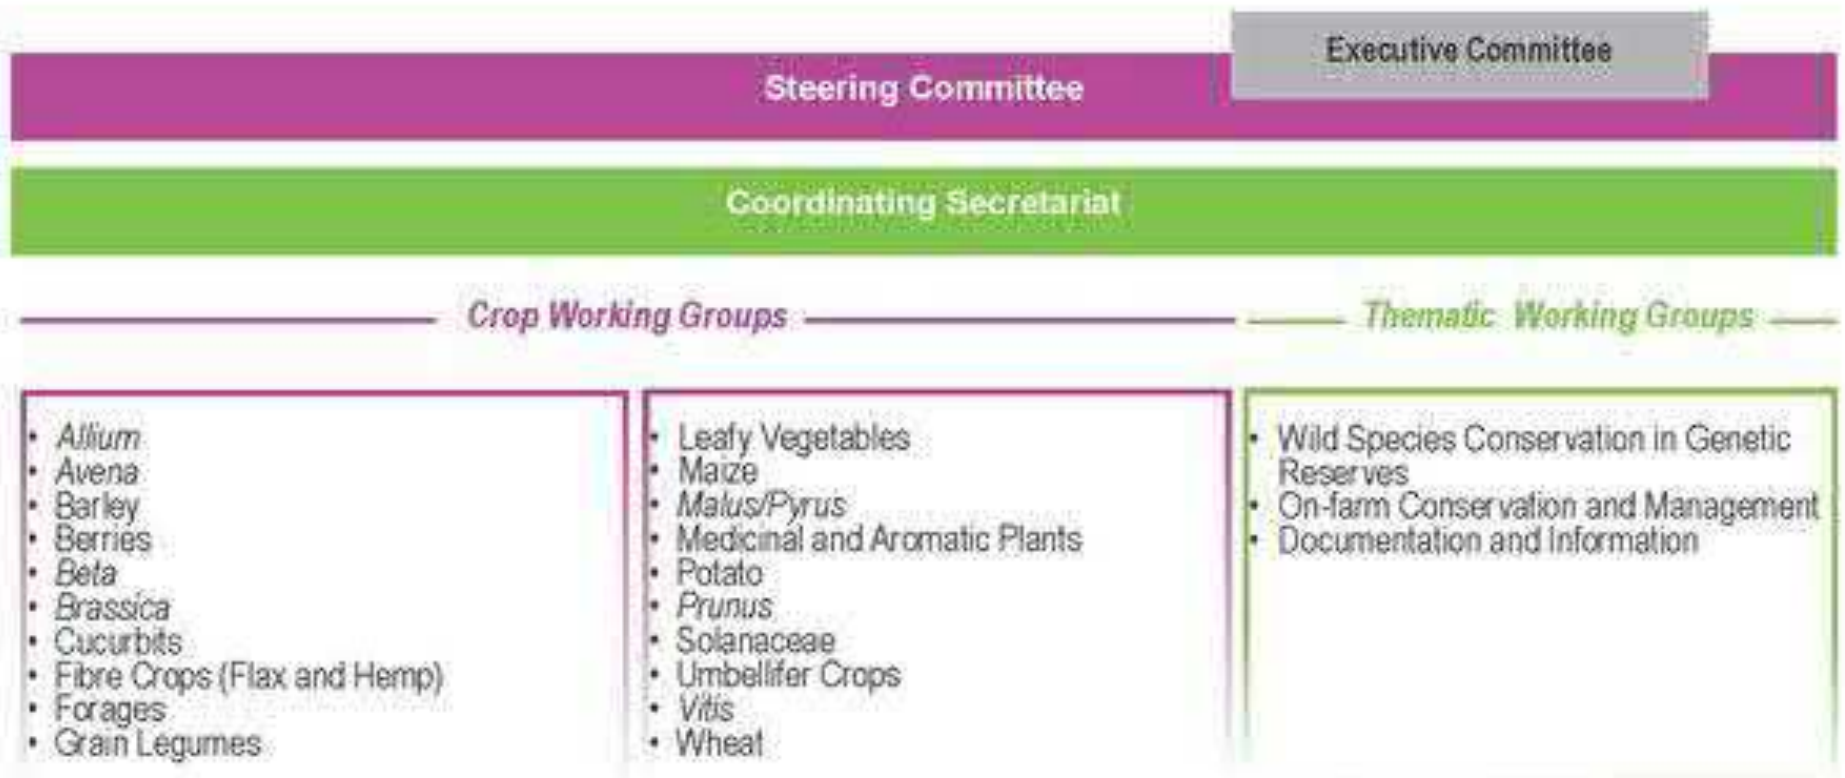 Executive Committee
Steering Committee
Coordinating Secretariat
Crop Working Groups
Thematic Working Groups
• Allium
• Avena
• Barley
• Berries
• Beta
• Brassica
• Cucurbits
• Fibre Crops (Flax and Hemp)
• Forages
• Grain Legumes
• Leafy Vegetables
• Maize
• Malus/Pyrus
• Medicinal and Aromatic Plants
• Potato
• Prunus
• Solanaceae
• Umbellifer Crops
• Vitis
• Wheat
• Wild Species Conservation in Genetic
Reserves
• On-farm Conservation and Management
• Documentation and Information